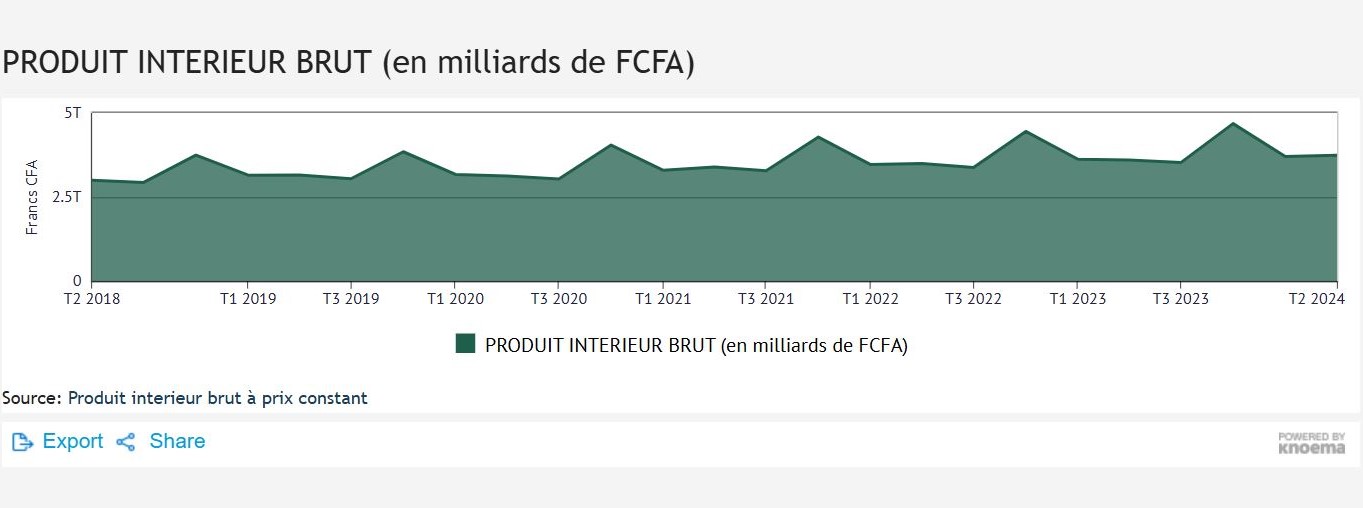 PRODUIT INTERIEUR BRUT (en milliards de FCFA)
5T
Francs CFA
2.5T
0
T2 2018 T1 2019 T3 2019 T1 2020 T3 2020 T1 2021 T3 2021 T1 2022 T3 2022 T1 2023 T3 2023 T2 2024
PRODUIT INTERIEUR BRUT (en milliards de FCFA)
Source: Produit interieur brut à prix constant
Export Share
POWERED BY
knoema